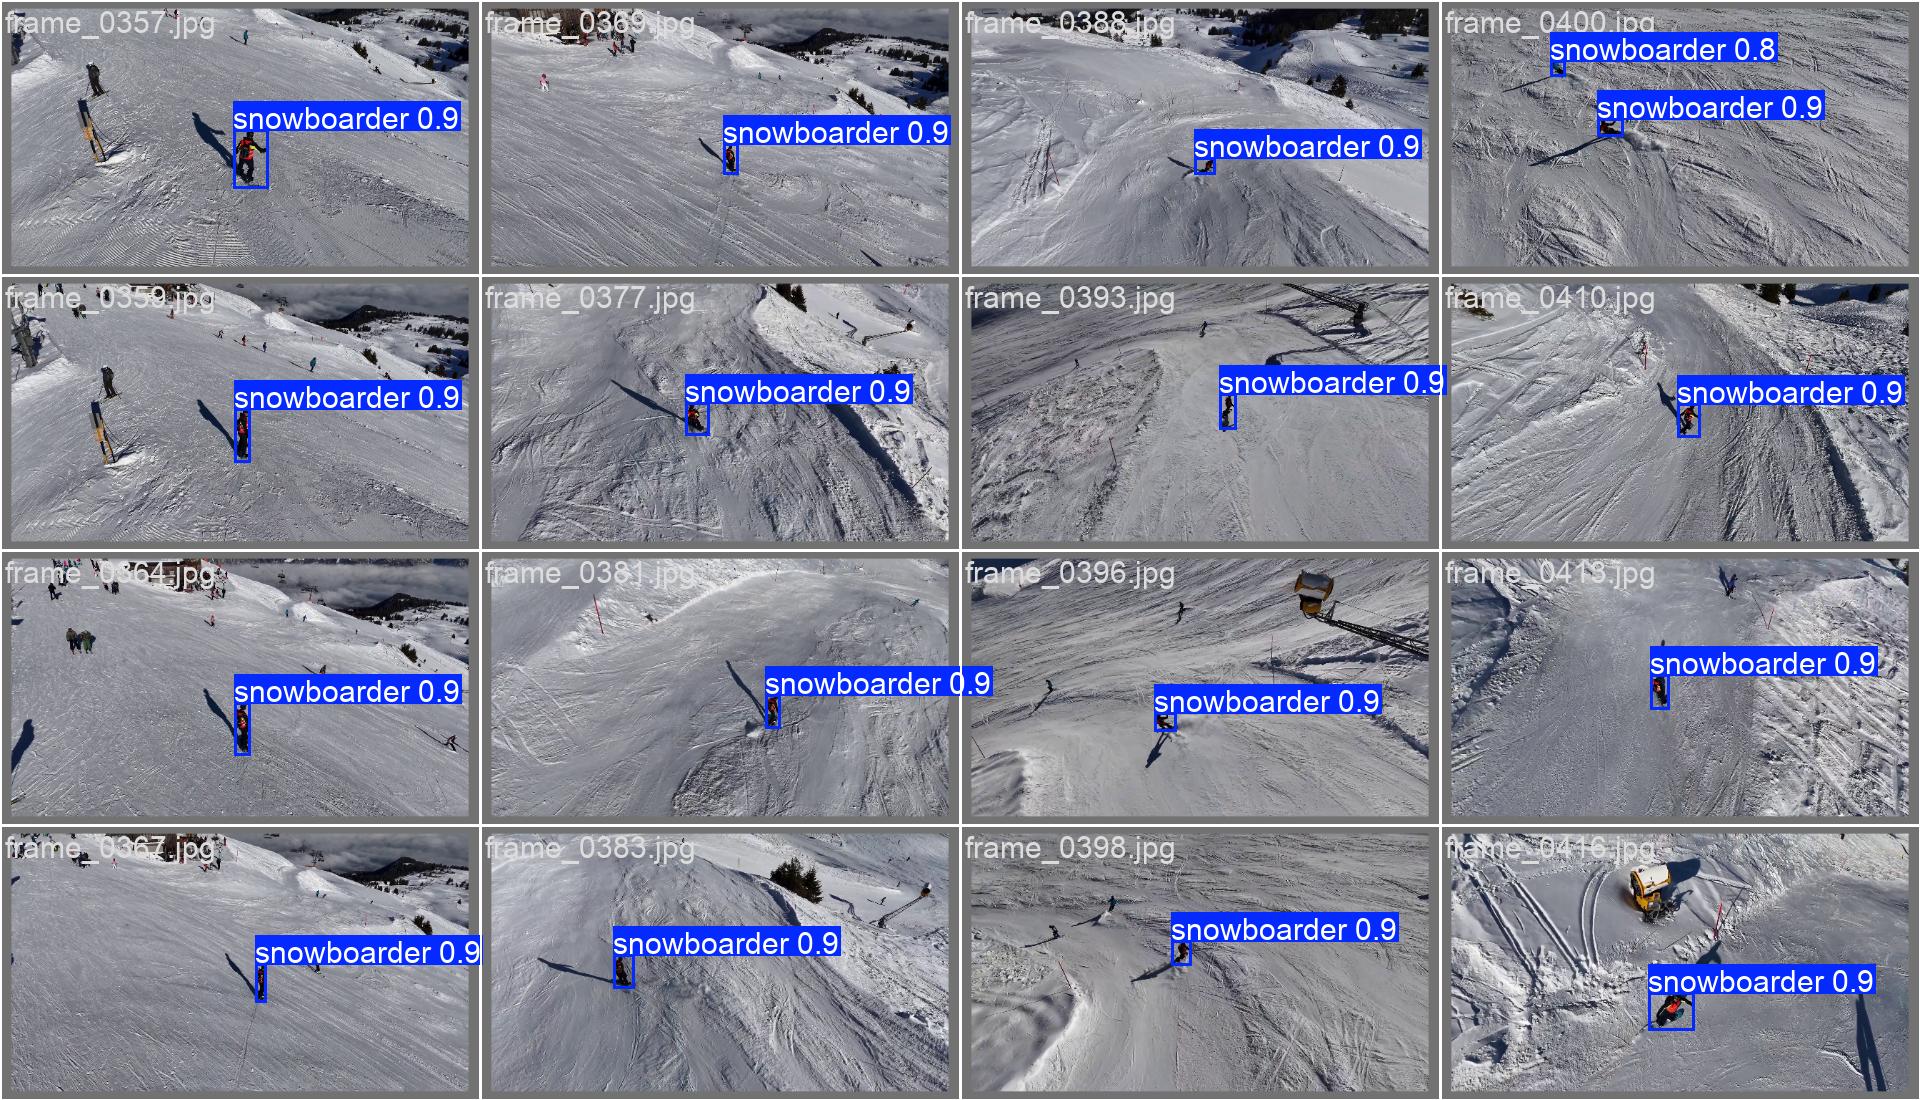 frame_0357.jpg
snowboarder 0.9
frame_0369.jpg
snowboarder 0.9
frame_0388.jpg
snowboarder 0.9
frame_0400.jpg
snowboarder 0.8
snowboarder 0.9
frame_0359.jpg
snowboarder 0.9
frame_0377.jpg
snowboarder 0.9
frame_0393.jpg
snowboarder 0.9
frame_0410.jpg
snowboarder 0.9
frame_0364.jpg
snowboarder 0.9
frame_0381.jpg
snowboarder 0.9
frame_0396.jpg
snowboarder 0.9
frame_0413.jpg
snowboarder 0.9
frame_0367.jpg
snowboarder 0.9
frame_0383.jpg
snowboarder 0.9
frame_0398.jpg
snowboarder 0.9
frame_0416.jpg
snowboarder 0.9